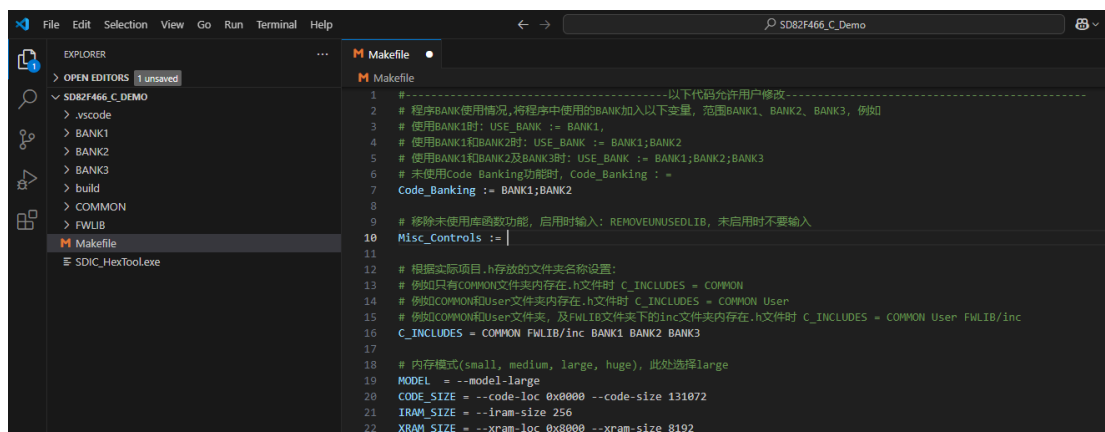 File Edit Selection View Go Run Terminal Help
SD82F466_C_Demo
EXPLORER
OPEN EDITORS 1 unsaved
SD82F466_C_DEMO
.vscode
BANK1
BANK2
BANK3
build
COMMON
FWLIB
M Makefile
SDIC_HexTool.exe
M Makefile
M Makefile
1 #-----------------------------------------以下代码允许用户修改-----------------------------------------------
2 # 程序BANK使用情况,将程序中使用的BANK加入以下变量，范围BANK1、BANK2、BANK3，例如
3 # 使用BANK1时：USE_BANK := BANK1,
4 # 使用BANK1和BANK2时：USE_BANK := BANK1;BANK2
5 # 使用BANK1和BANK2及BANK3时：USE_BANK := BANK1;BANK2;BANK3
6 # 未使用Code Banking功能时，Code_Banking : =
7 Code_Banking := BANK1;BANK2
8
9 # 移除未使用库函数功能，启用时输入：REMOVEUNUSEDLIB，未启用时不要输入
10 Misc_Controls :=
11
12 # 根据实际项目.h存放的文件夹名称设置：
13 # 例如只有COMMON文件夹内存在.h文件时 C_INCLUDES = COMMON
14 # 例如COMMON和User文件夹内存在.h文件时 C_INCLUDES = COMMON User
15 # 例如COMMON和User文件夹，及FWLIB文件夹下的inc文件夹内存在.h文件时 C_INCLUDES = COMMON User FWLIB/inc
16 C_INCLUDES = COMMON FWLIB/inc BANK1 BANK2 BANK3
17
18 # 内存模式(small, medium, large, huge)，此处选择large
19 MODEL = --model-large
20 CODE_SIZE = --code-loc 0x0000 --code-size 131072
21 IRAM_SIZE = --iram-size 256
22 XRAM_SIZE = --xram-loc 0x8000 --xram-size 8192